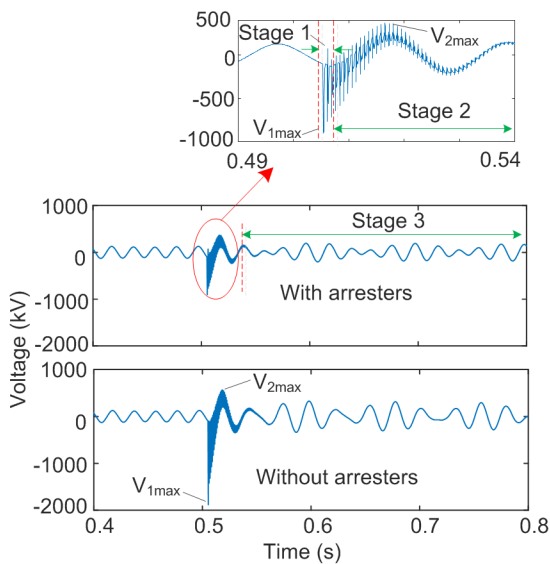 500
Stage 1
V2max
0
-500
Stage 2
V1max
-1000
0.49
0.54
1000
Stage 3
0
-1000
With arresters
-2000
Voltage (kV)
1000
V2max
0
-1000
V1max
Without arresters
-2000
0.4
0.5
0.6
0.7
0.8
Time (s)